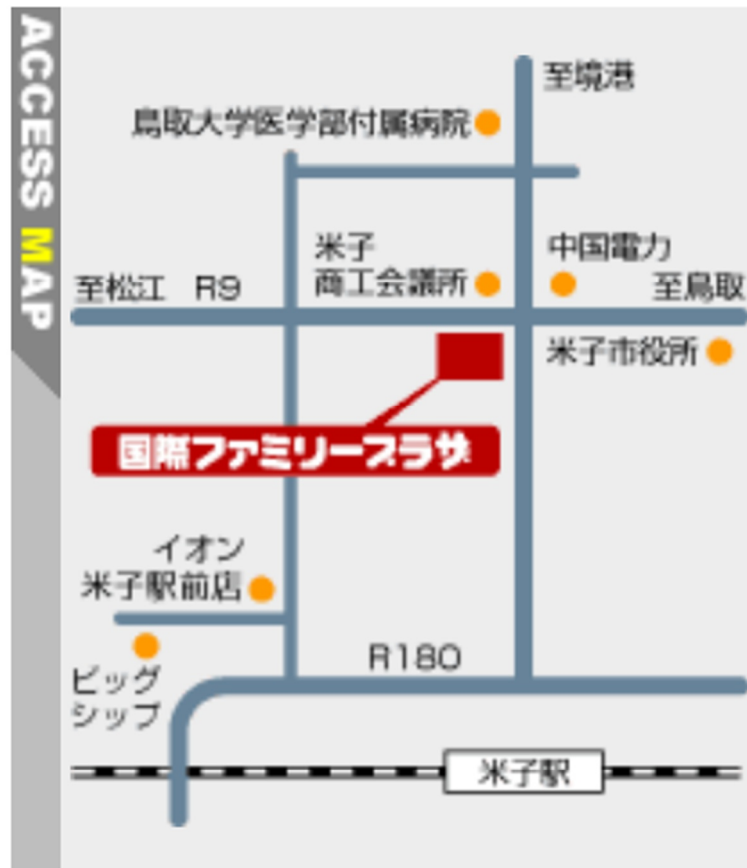 ACCESS MAP
至境港
鳥取大学医学部付属病院
米子
商工会議所
中国電力
至松江 R9
至鳥取
米子市役所
国際ファミリープラザ
イオン
米子駅前店
R180
ビッグ
シップ
米子駅